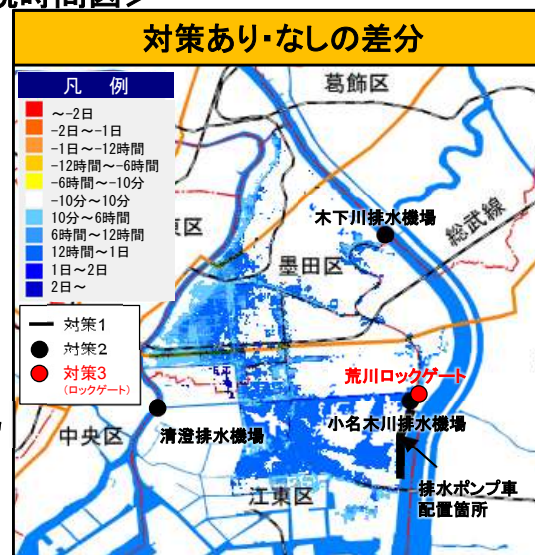 対策あり・なしの差分
凡 例
～-2日
-2日～-1日
-1日～-12時間
-12時間～-6時間
-6時間～-10分
-10分～10分
10分～6時間
6時間～12時間
12時間～1日
1日～2日
2日～
対策1
対策2
対策3
(ロックゲート)
葛飾区
木下川排水機場
総武線
東区
墨田区
荒川ロックゲート
小名木川排水機場
清澄排水機場
中央区
排水ポンプ車
配置箇所
江東区